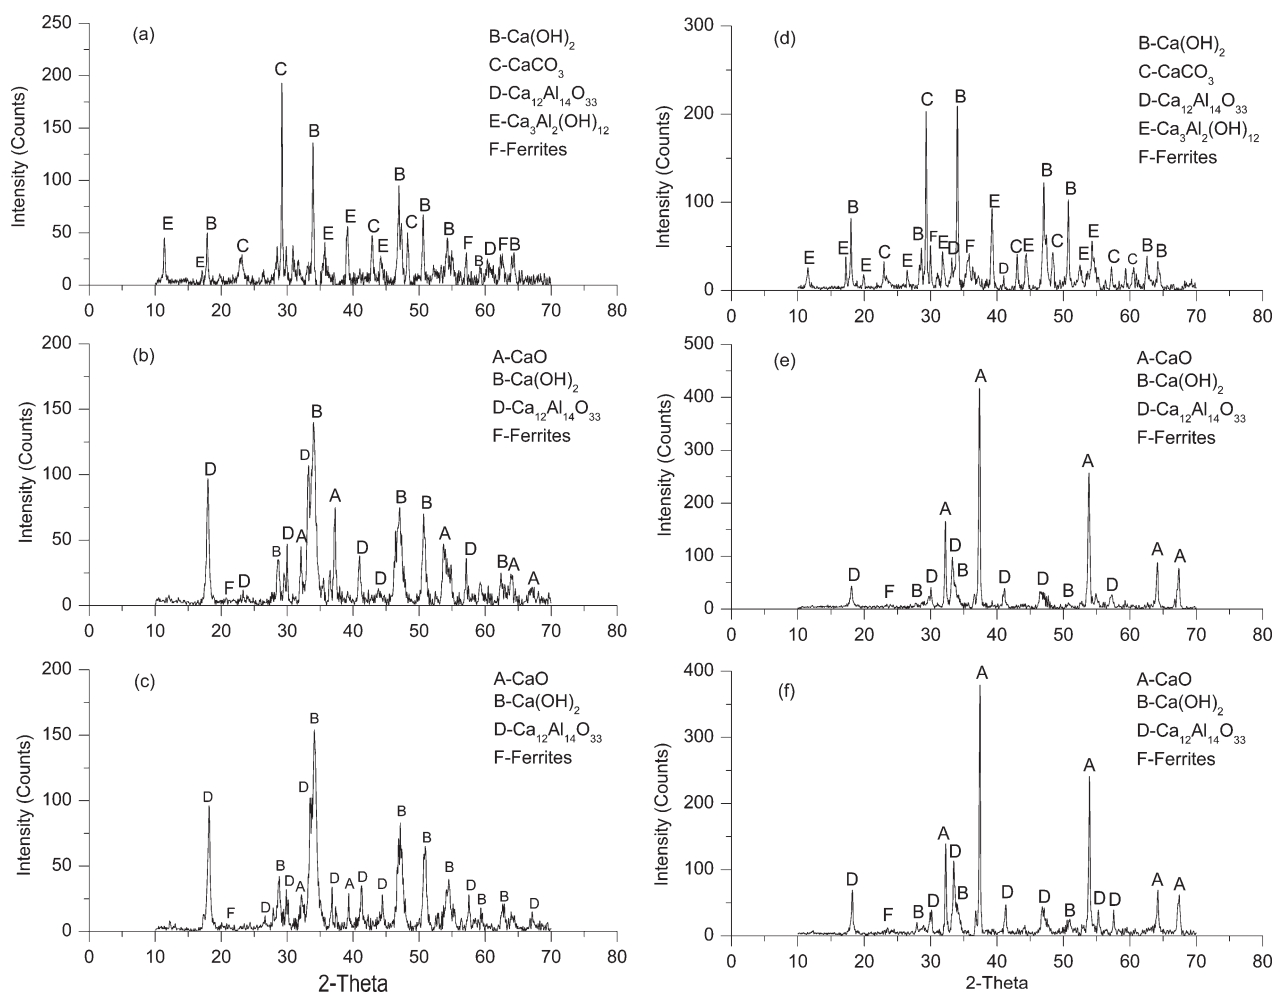 (a)
B-Ca(OH)2
C-CaCO3
D-Ca12Al14O33
E-Ca3Al2(OH)12
F-Ferrites
Intensity (Counts)
250
200
150
100
50
0
E E B C C B E E C E C B B B F B D F B
0 10 20 30 40 50 60 70 80
(b)
A-CaO
B-Ca(OH)2
D-Ca12Al14O33
F-Ferrites
Intensity (Counts)
200
150
100
50
0
D F D B D A D B A D D B B A D B A A
0 10 20 30 40 50 60 70 80
(c)
A-CaO
B-Ca(OH)2
D-Ca12Al14O33
F-Ferrites
Intensity (Counts)
200
150
100
50
0
D F D B D A D B D A D D B B B D B B D
0 10 20 30 40 50 60 70 80
2-Theta
(d)
B-Ca(OH)2
C-CaCO3
D-Ca12Al14O33
E-Ca3Al2(OH)12
F-Ferrites
Intensity (Counts)
300
200
100
0
E E B E C E B C F E D B F E D C E B C B E E C C B B
0 10 20 30 40 50 60 70 80
(e)
A-CaO
B-Ca(OH)2
D-Ca12Al14O33
F-Ferrites
Intensity (Counts)
500
400
300
200
100
0
D F B D A D B A D D B A D A A
0 10 20 30 40 50 60 70 80
(f)
A-CaO
B-Ca(OH)2
D-Ca12Al14O33
F-Ferrites
Intensity (Counts)
400
300
200
100
0
D F B D A D B A D D B A D D A A
0 10 20 30 40 50 60 70 80
2-Theta